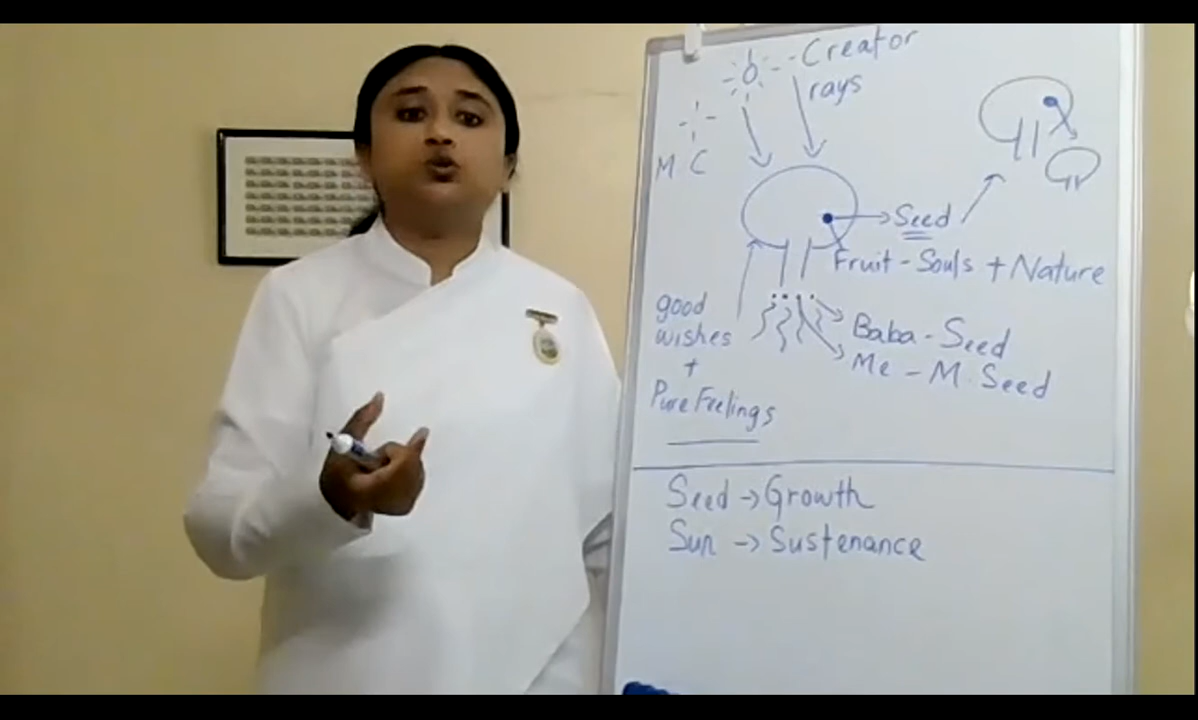 Creator
rays
M C
Seed
Fruit - Souls + Nature
good
wishes
+
Pure Feelings
Baba - Seed
Me - M. Seed
Seed → Growth
Sun → Sustenance